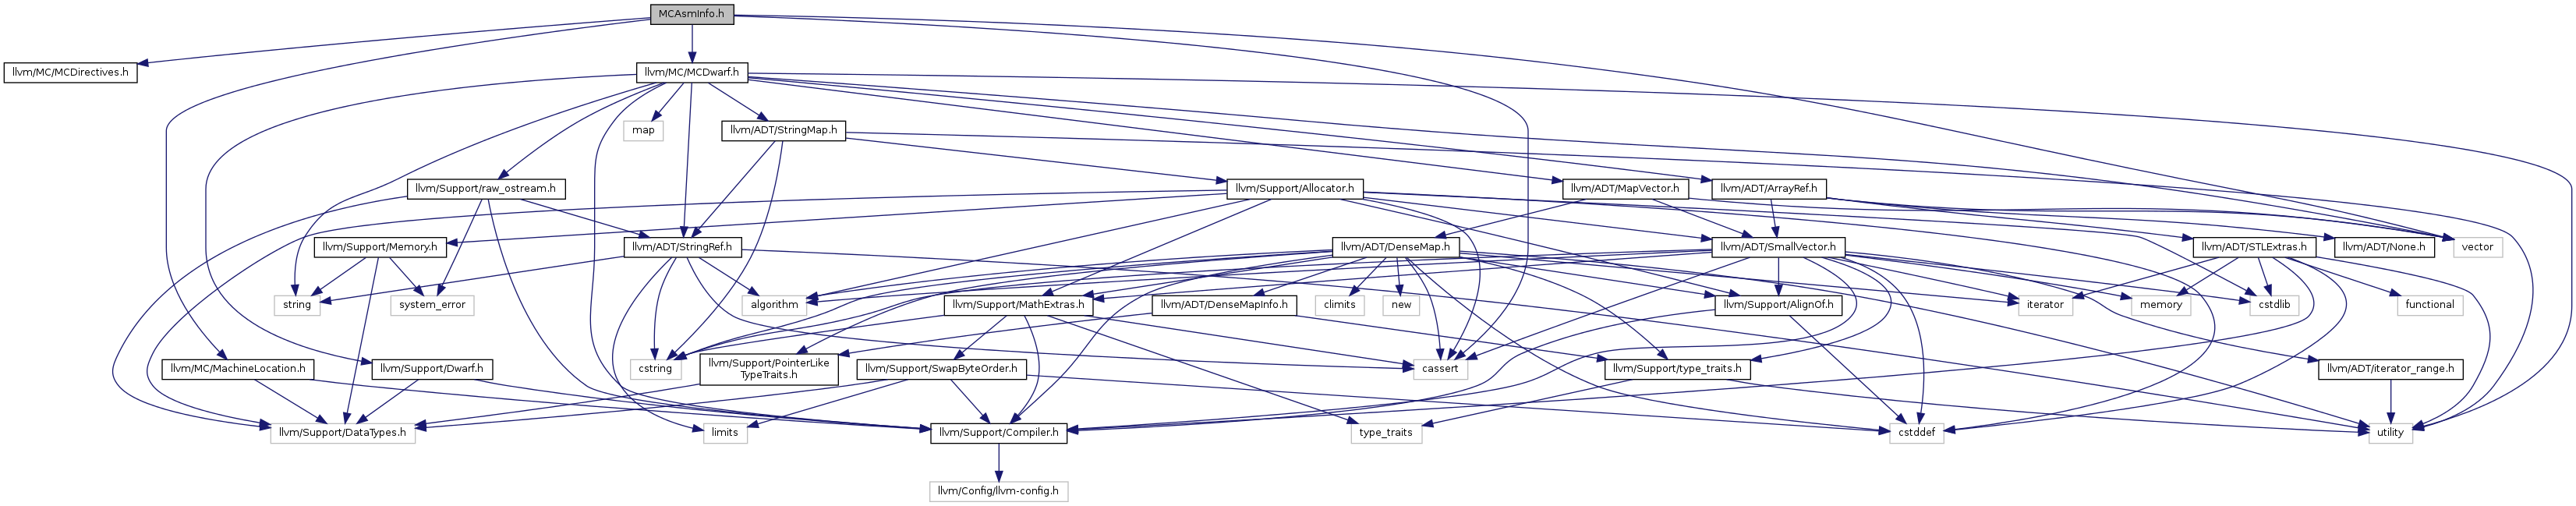 MCAsmInfo.h
llvm/MC/MCDirectives.h
llvm/MC/MCDwarf.h
map
llvm/ADT/StringMap.h
llvm/Support/raw_ostream.h
llvm/Support/Allocator.h
llvm/ADT/MapVector.h
llvm/ADT/ArrayRef.h
llvm/Support/Memory.h
llvm/ADT/StringRef.h
llvm/ADT/DenseMap.h
llvm/ADT/SmallVector.h
llvm/ADT/STLExtras.h
llvm/ADT/None.h
vector
string
system_error
algorithm
llvm/Support/MathExtras.h
llvm/ADT/DenseMapInfo.h
climits
new
llvm/Support/AlignOf.h
iterator
memory
cstdlib
functional
llvm/MC/MachineLocation.h
llvm/Support/Dwarf.h
cstring
llvm/Support/PointerLike
TypeTraits.h
llvm/Support/SwapByteOrder.h
cassert
llvm/Support/type_traits.h
llvm/ADT/iterator_range.h
llvm/Support/DataTypes.h
limits
llvm/Support/Compiler.h
type_traits
cstddef
utility
llvm/Config/llvm-config.h